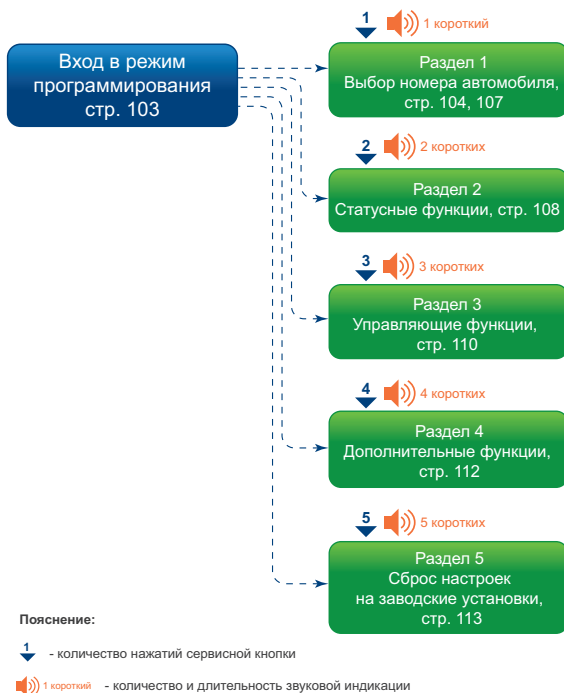 Вход в режим
программирования
стр. 103
1
1 короткий
Раздел 1
Выбор номера автомобиля,
стр. 104, 107
2
2 коротких
Раздел 2
Статусные функции, стр. 108
3
3 коротких
Раздел 3
Управляющие функции,
стр. 110
4
4 коротких
Раздел 4
Дополнительные функции,
стр. 112
5
5 коротких
Раздел 5
Сброс настроек
на заводские установки,
стр. 113
Пояснение:
1 - количество нажатий сервисной кнопки
1 короткий - количество и длительность звуковой индикации